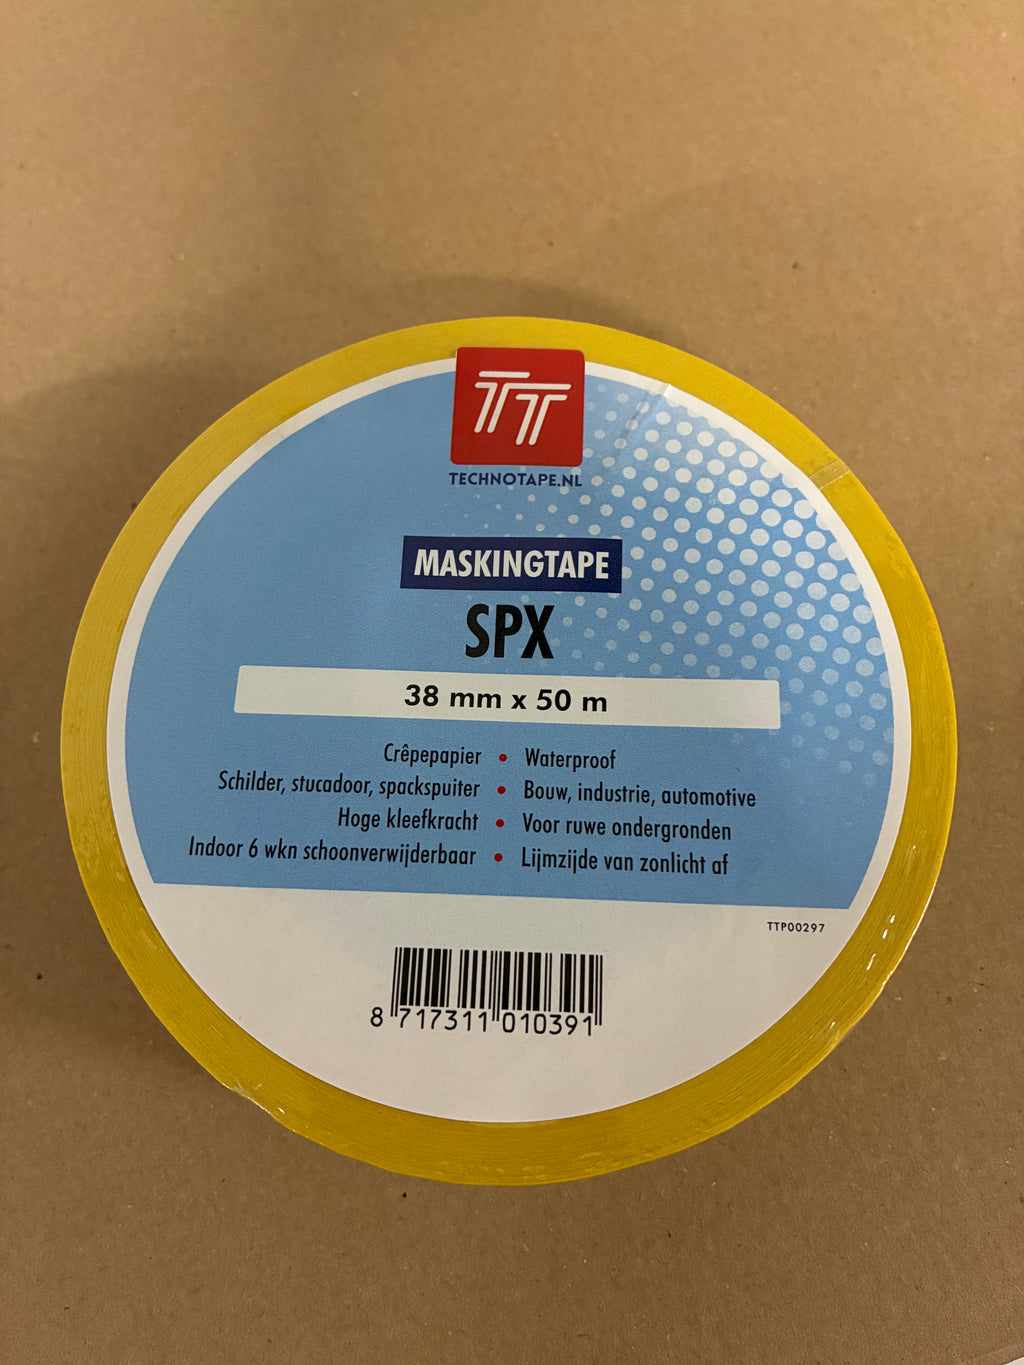 TT
TECHNOTAPE.NL
MASKINGTAPE
SPX
38 mm x 50 m
Crêpepapier • Waterproof
Schilder, stucadoor, spackspuiter • Bouw, industrie, automotive
Hoge kleefkracht • Voor ruwe ondergronden
Indoor 6 wkn schoonverwijderbaar • Lijmzijde van zonlicht af
TTP00297
8 717311 010391